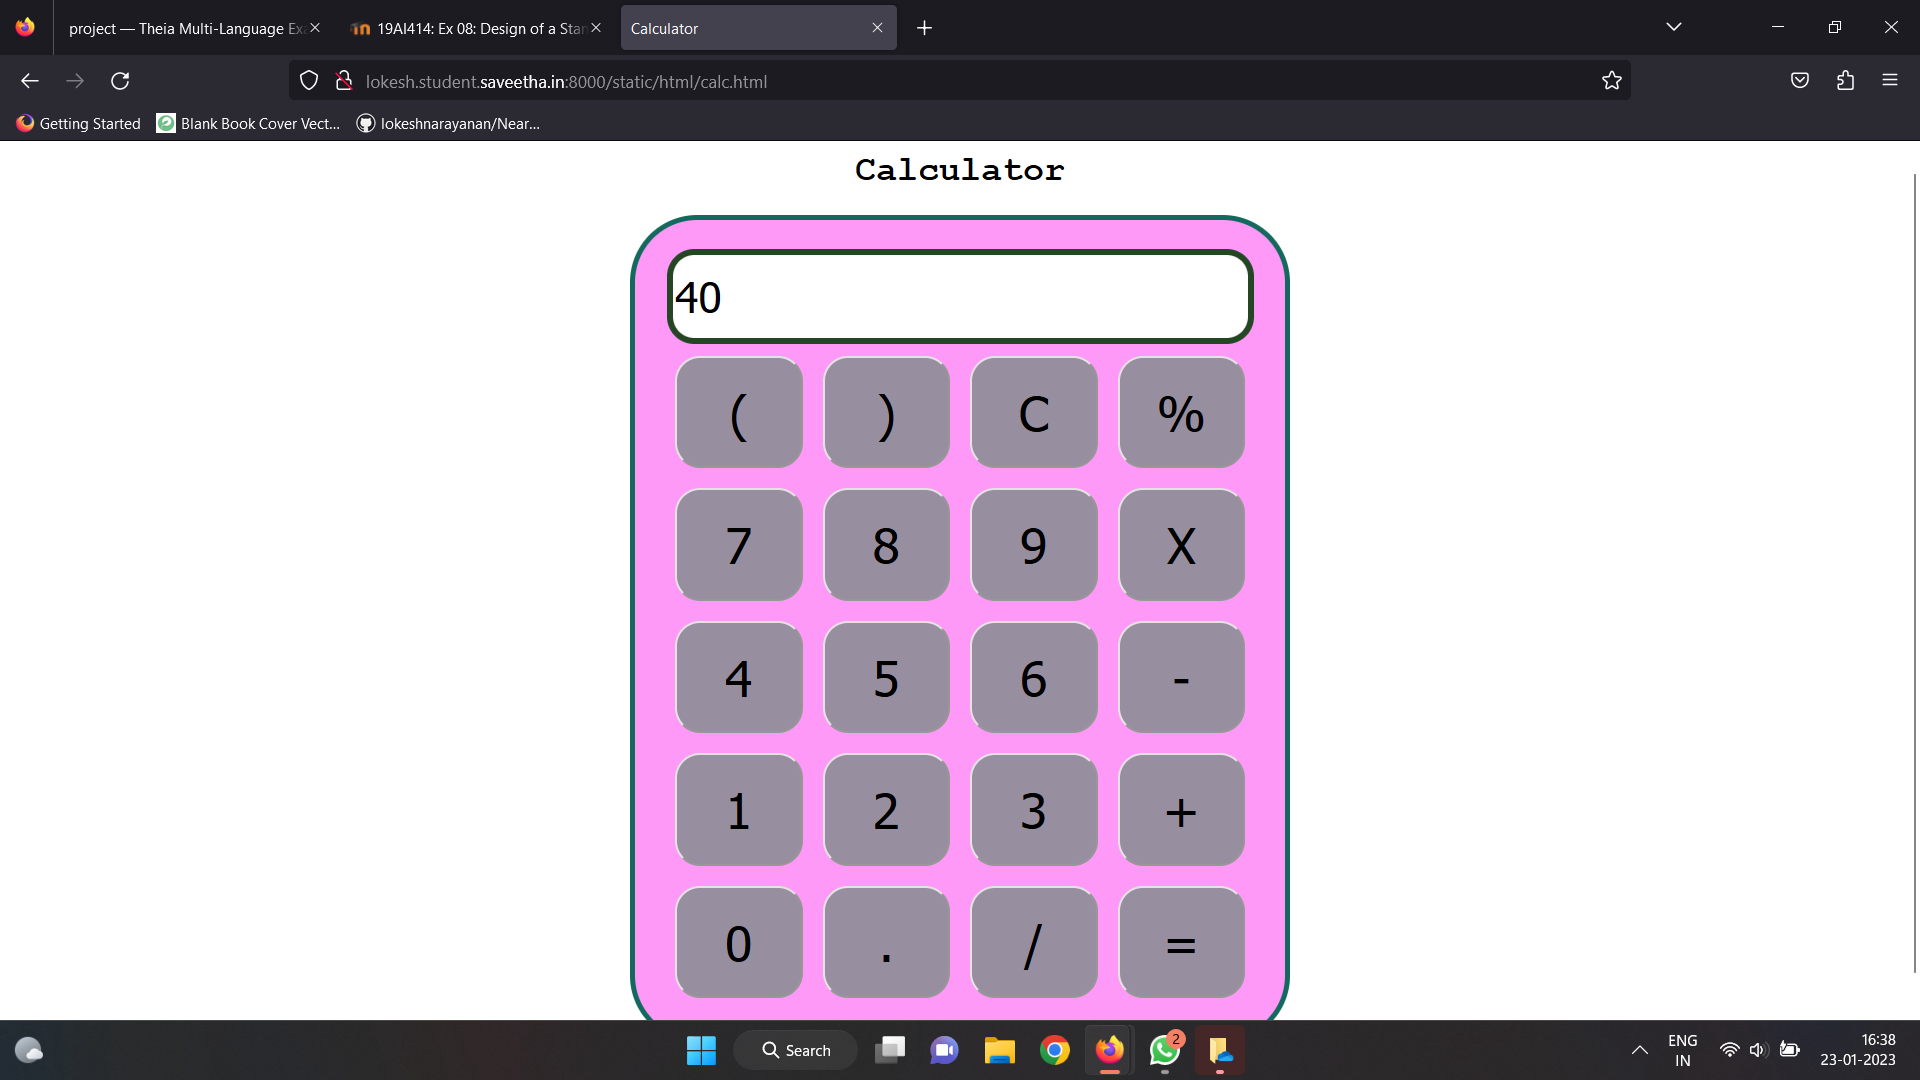 project — Theia Multi-Language Ex
19AI414: Ex 08: Design of a Stan
Calculator
lokesh.student.saveetha.in:8000/static/html/calc.html
Getting Started
Blank Book Cover Vect...
lokeshnarayanan/Near...
Calculator
40
( ) C %
7 8 9 X
4 5 6 -
1 2 3 +
0 . / =
Search
2
ENG
IN
16:38
23-01-2023